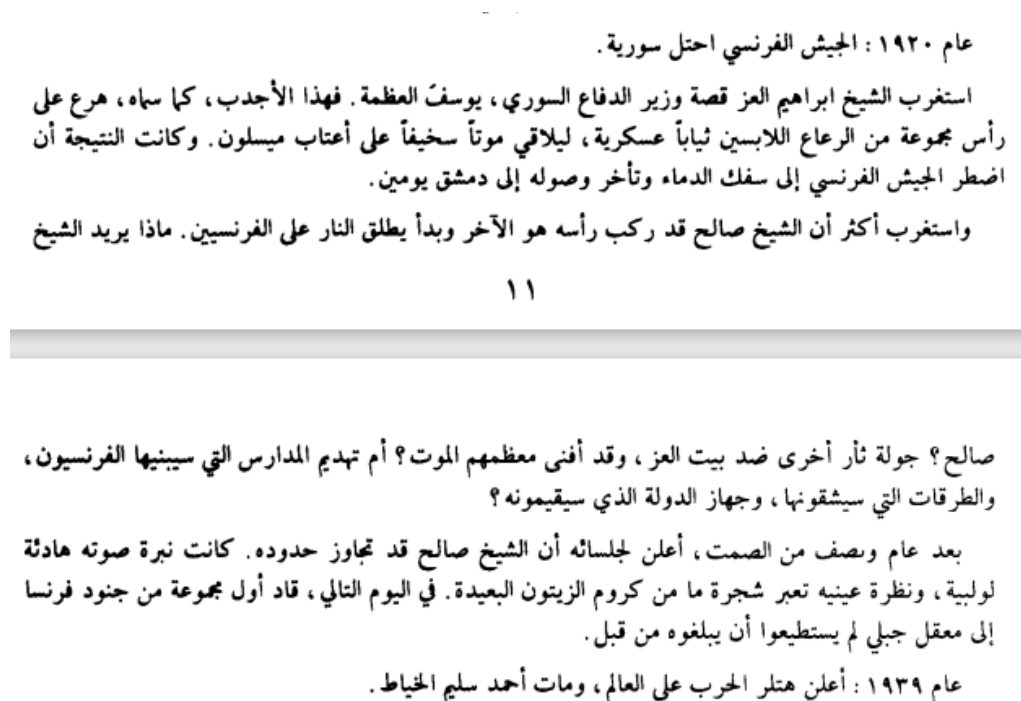 عام ١٩٢٠ : الجيش الفرنسي احتل سورية .
استغرب الشيخ ابراهيم العز قصة وزير الدفاع السوري ، يوسفَ العظمة . فهذا الأجدب ، كما سماه ، هرع على
رأس مجموعة من الرعاع اللابسين ثياباً عسكرية ، ليلاقي موتاً سخيفاً على أعتاب ميسلون . وكانت النتيجة أن
اضطر الجيش الفرنسي إلى سفك الدماء وتأخر وصوله إلى دمشق يومين .
واستغرب أكثر أن الشيخ صالح قد ركب رأسه هو الآخر وبدأ يطلق النار على الفرنسيين . ماذا يريد الشيخ
١١
صالح ؟ جولة ثأر أخرى ضد بيت العز ، وقد أفنى معظمهم الموت ؟ أم تهديم المدارس التي سيبنيها الفرنسيون ،
والطرقات التي سيشقونها ، وجهاز الدولة الذي سيقيمونه ؟
بعد عام ونصف من الصمت ، أعلن لجلسائه أن الشيخ صالح قد تجاوز حدوده . كانت نبرة صوته هادئة
لولبية ، ونظرة عينيه تعبر شجرة ما من كروم الزيتون البعيدة . في اليوم التالي ، قاد أول مجموعة من جنود فرنسا
إلى معقل جبلي لم يستطيعوا أن يبلغوه من قبل .
عام ١٩٣٩ : أعلن هتلر الحرب على العالم ، ومات أحمد سليم الخياط .